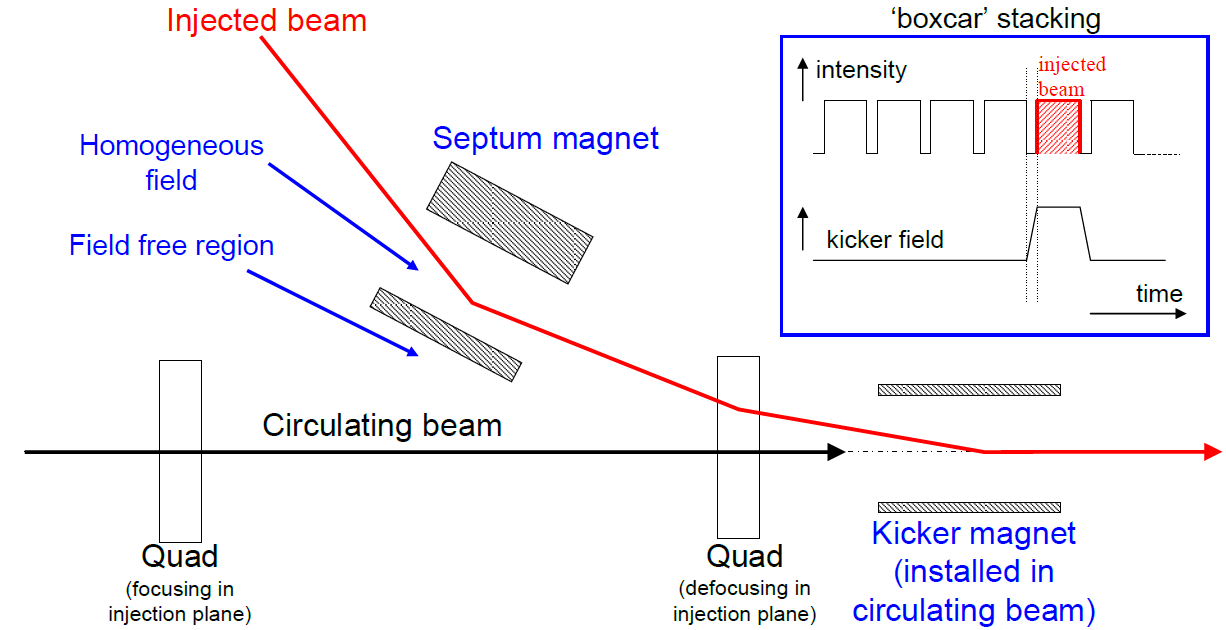 Injected beam
Septum magnet
Homogeneous
field
Field free region
Circulating beam
Quad
(focusing in
injection plane)
Quad
(defocusing in
injection plane)
Kicker magnet
(installed in
circulating beam)
‘boxcar’ stacking
intensity
injected
beam
kicker field
time